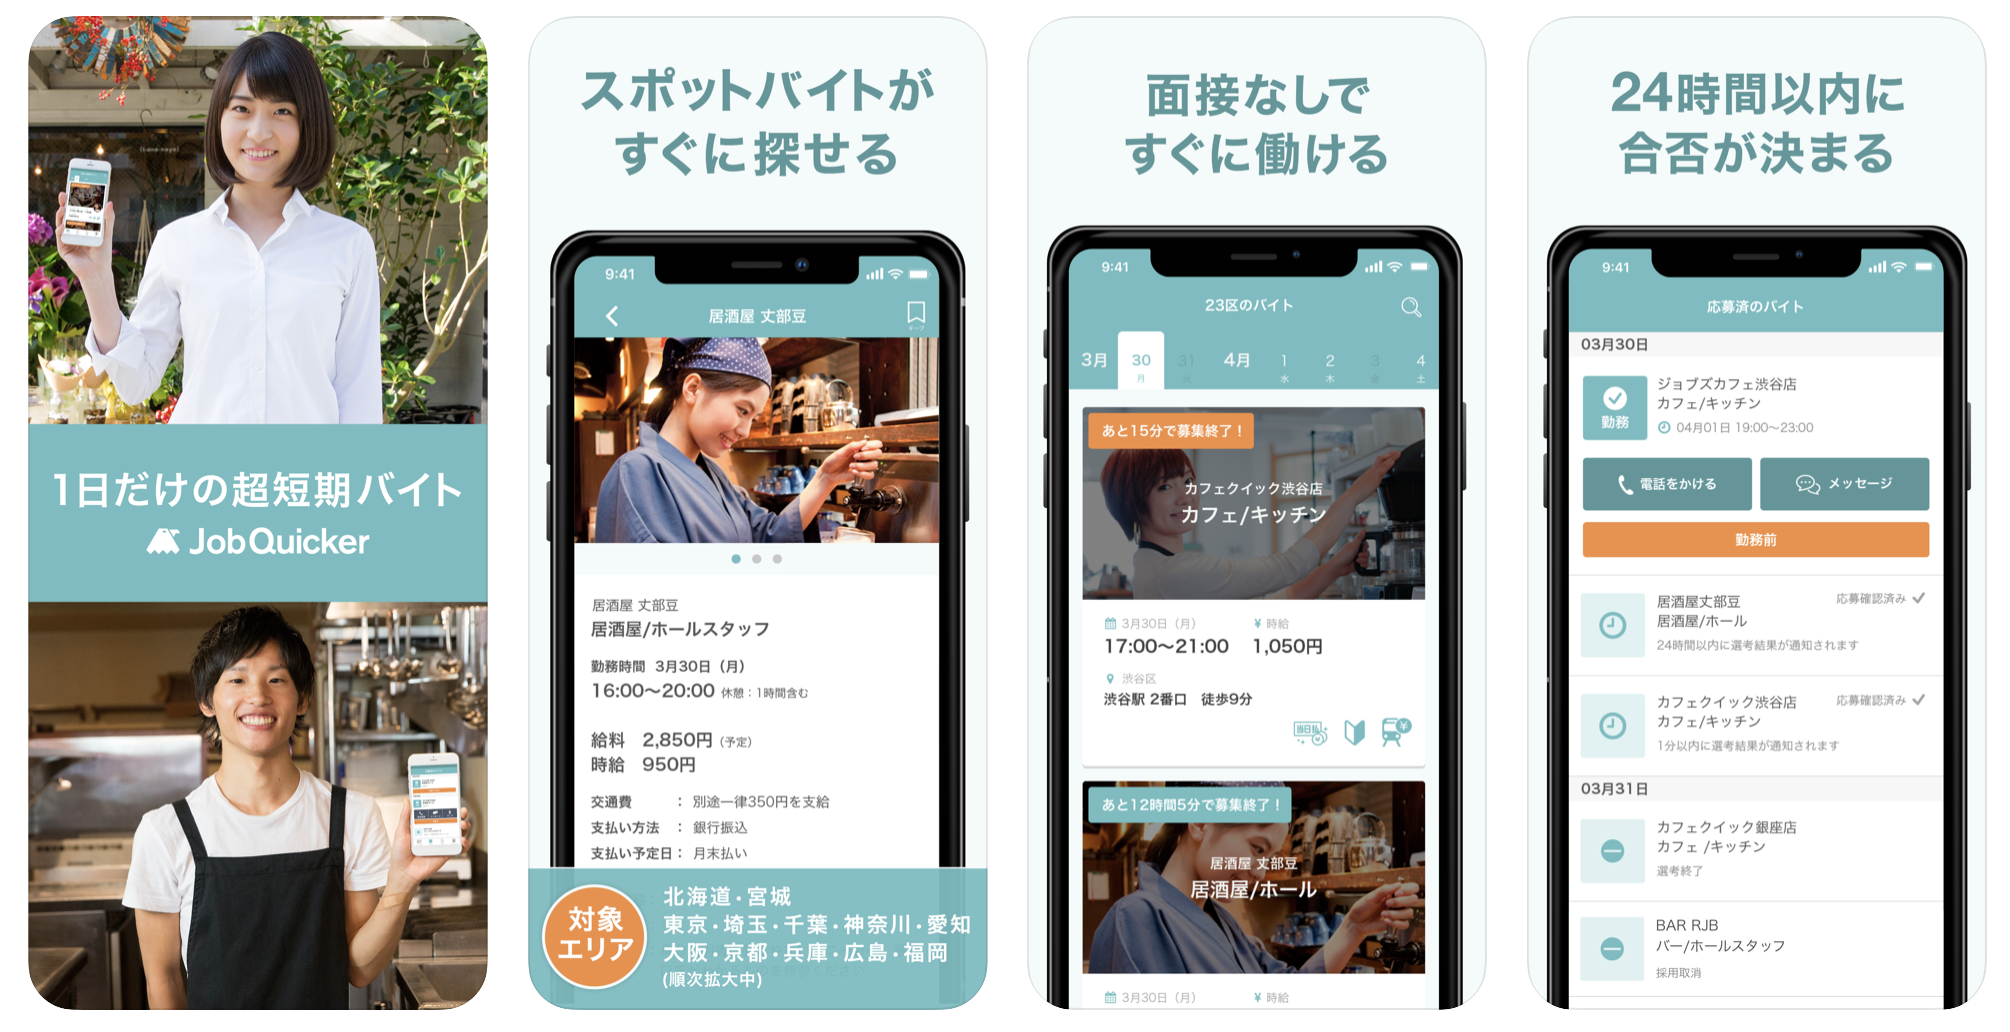 1日だけの超短期バイト
JobQuicker
スポットバイトが
すぐに探せる
9:41
居酒屋 丈部豆
キープ
居酒屋 丈部豆
居酒屋/ホールスタッフ
勤務時間 3月30日（月）
16:00〜20:00 休憩：1時間含む
給料 2,850円（予定）
時給 950円
交通費 ： 別途一律350円を支給
支払い方法 ： 銀行振込
支払い予定日： 月末払い
対象
エリア
北海道・宮城
東京・埼玉・千葉・神奈川・愛知
大阪・京都・兵庫・広島・福岡
(順次拡大中)
面接なしで
すぐに働ける
9:41
23区のバイト
3月 30 31 4月 1 2 3 4
月 火 水 木 金 土
あと15分で募集終了！
カフェクイック渋谷店
カフェ/キッチン
3月30日（月） ¥ 時給
17:00〜21:00 1,050円
渋谷区
渋谷駅 2番口 徒歩9分
当日払
あと12時間5分で募集終了！
居酒屋 丈部豆
居酒屋/ホール
3月30日（月） ¥ 時給
24時間以内に
合否が決まる
9:41
応募済のバイト
03月30日
勤務
ジョブズカフェ渋谷店
カフェ/キッチン
04月01日 19:00〜23:00
電話をかける
メッセージ
勤務前
居酒屋丈部豆 応募確認済み
居酒屋/ホール
24時間以内に選考結果が通知されます
カフェクイック渋谷店 応募確認済み
カフェ/キッチン
1分以内に選考結果が通知されます
03月31日
カフェクイック銀座店
カフェ /キッチン
選考終了
BAR RJB
バー/ホールスタッフ
採用取消